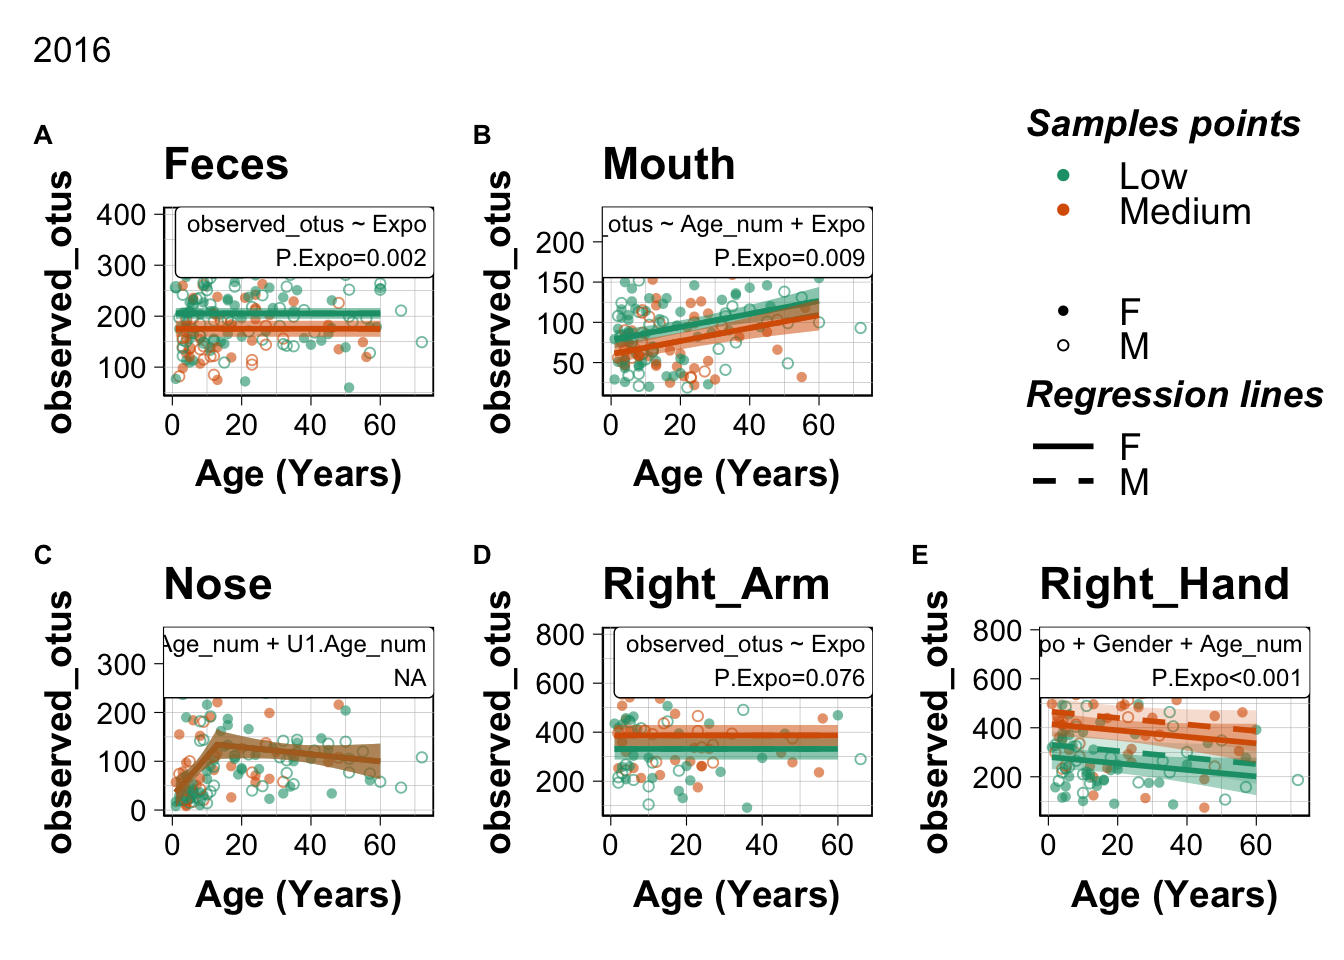 2016
A
Feces
observed_otus
400
300
200
100
observed_otus ~ Expo
P.Expo=0.002
0 20 40 60
Age (Years)
B
Mouth
observed_otus
200
150
100
50
otus ~ Age_num + Expo
P.Expo=0.009
0 20 40 60
Age (Years)
Samples points
Low
Medium
F
M
Regression lines
F
M
C
Nose
observed_otus
300
200
100
0
Age_num + U1.Age_num
NA
0 20 40 60
Age (Years)
D
Right_Arm
observed_otus
800
600
400
200
observed_otus ~ Expo
P.Expo=0.076
0 20 40 60
Age (Years)
E
Right_Hand
observed_otus
800
600
400
200
po + Gender + Age_num
P.Expo<0.001
0 20 40 60
Age (Years)